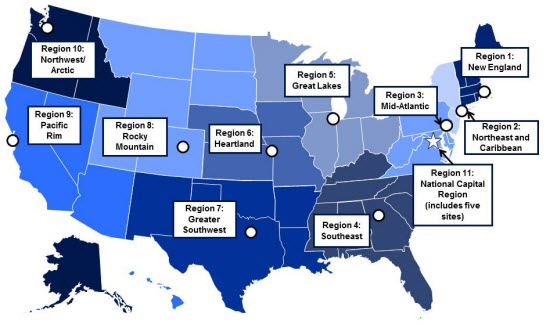 Region 10:
Northwest/
Arctic
Region 1:
New England
Region 5:
Great Lakes
Region 3:
Mid-Atlantic
Region 9:
Pacific
Rim
Region 8:
Rocky
Mountain
Region 6:
Heartland
Region 2:
Northeast and
Caribbean
Region 11:
National Capital
Region
(includes five
sites)
Region 7:
Greater
Southwest
Region 4:
Southeast